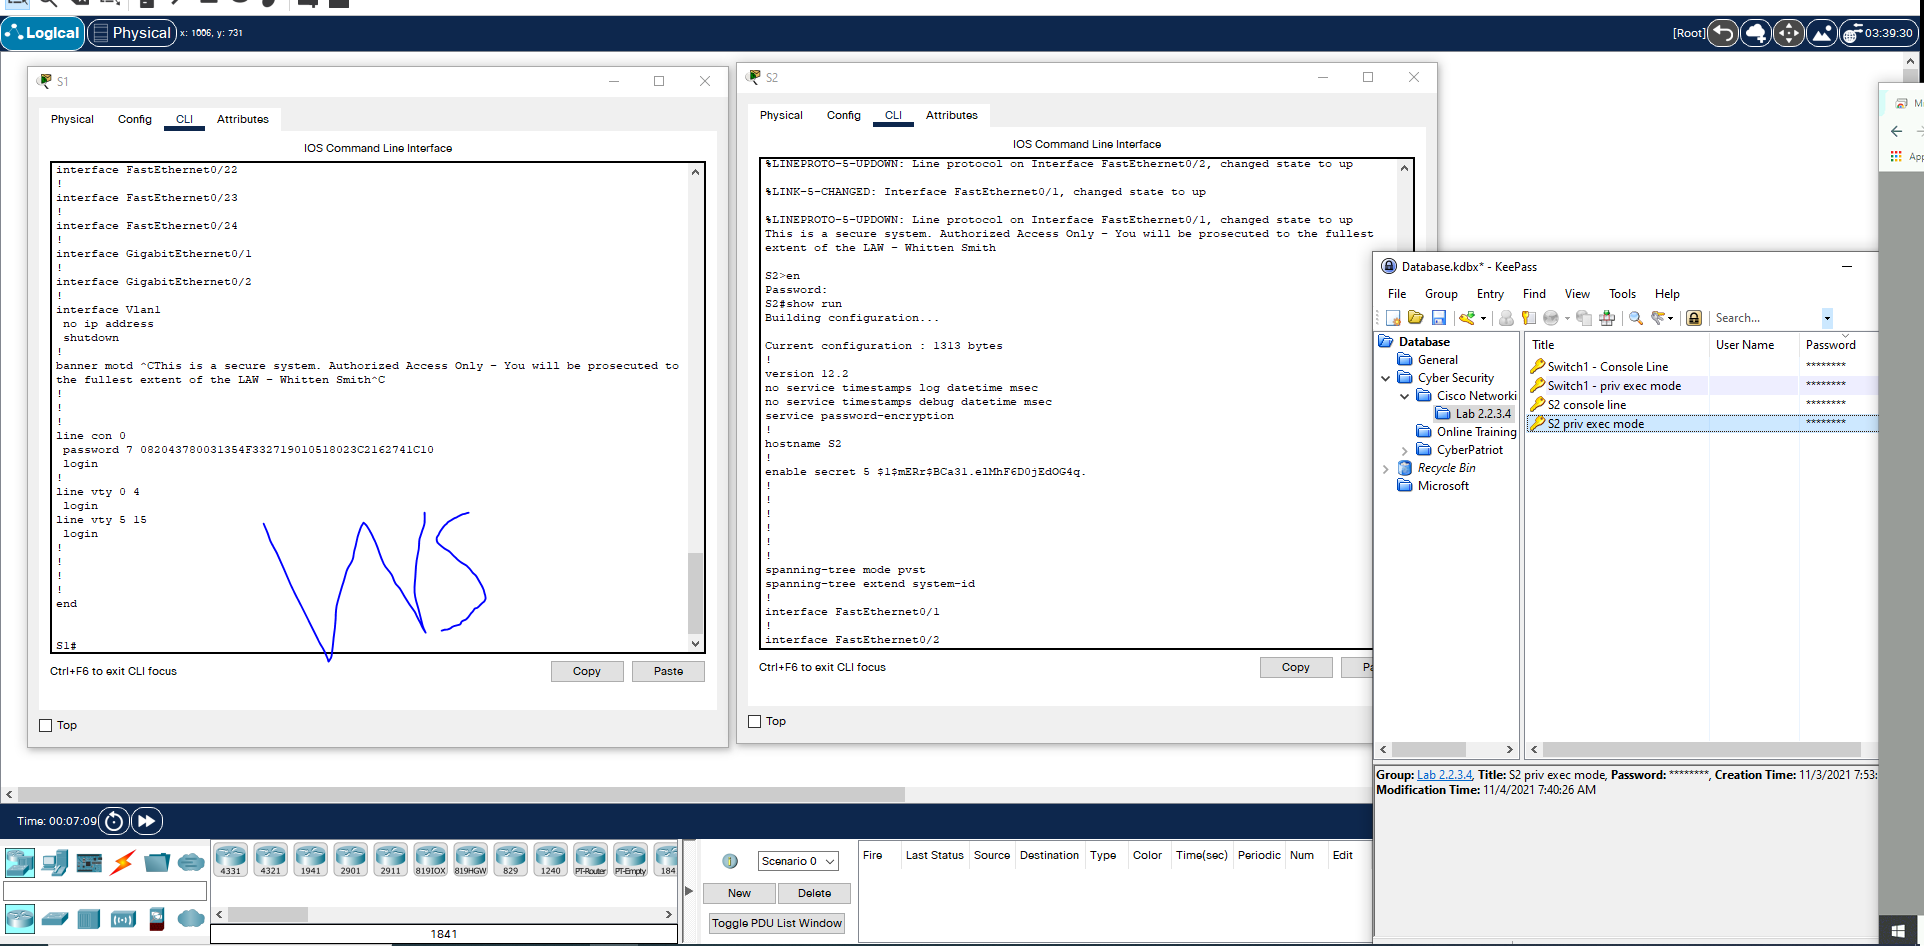 Logical
Physical
x: 1006, y: 731
[Root]
03:39:30
S1
Physical
Config
CLI
Attributes
IOS Command Line Interface
interface FastEthernet0/22
!
interface FastEthernet0/23
!
interface FastEthernet0/24
!
interface GigabitEthernet0/1
!
interface GigabitEthernet0/2
!
interface Vlan1
no ip address
shutdown
!
banner motd ^CThis is a secure system. Authorized Access Only - You will be prosecuted to
the fullest extent of the LAW - Whitten Smith^C
!
!
!
line con 0
password 7 082043780031354F332719010518023C2162741C10
login
!
line vty 0 4
login
line vty 5 15
login
!
!
!
!
end
S1#
WS
Ctrl+F6 to exit CLI focus
Copy
Paste
Top
S2
Physical
Config
CLI
Attributes
IOS Command Line Interface
%LINEPROTO-5-UPDOWN: Line protocol on Interface FastEthernet0/2, changed state to up
%LINK-5-CHANGED: Interface FastEthernet0/1, changed state to up
%LINEPROTO-5-UPDOWN: Line protocol on Interface FastEthernet0/1, changed state to up
This is a secure system. Authorized Access Only - You will be prosecuted to the fullest
extent of the LAW - Whitten Smith
S2>en
Password:
S2#show run
Building configuration...
Current configuration : 1313 bytes
!
version 12.2
no service timestamps log datetime msec
no service timestamps debug datetime msec
service password-encryption
!
hostname S2
!
enable secret 5 $1$mERr$BCa31.elMhF6D0jEdOG4q.
!
!
!
!
!
!
spanning-tree mode pvst
spanning-tree extend system-id
!
interface FastEthernet0/1
!
interface FastEthernet0/2
Ctrl+F6 to exit CLI focus
Copy
Pa
Top
Database.kdbx* - KeePass
File Group Entry Find View Tools Help
Search...
Database
General
Cyber Security
Cisco Networki
Lab 2.2.3.4
Online Training
CyberPatriot
Recycle Bin
Microsoft
Title User Name Password
Switch1 - Console Line ********
Switch1 - priv exec mode ********
S2 console line ********
S2 priv exec mode ********
Group: Lab 2.2.3.4, Title: S2 priv exec mode, Password: ********, Creation Time: 11/3/2021 7:53:
Modification Time: 11/4/2021 7:40:26 AM
Mi
App
Time: 00:07:09
4331
4321
1941
2901
2911
819IOX
819HGW
829
1240
PT-Router
PT-Empty
184
1841
Scenario 0
New
Delete
Toggle PDU List Window
Fire Last Status Source Destination Type Color Time(sec) Periodic Num Edit